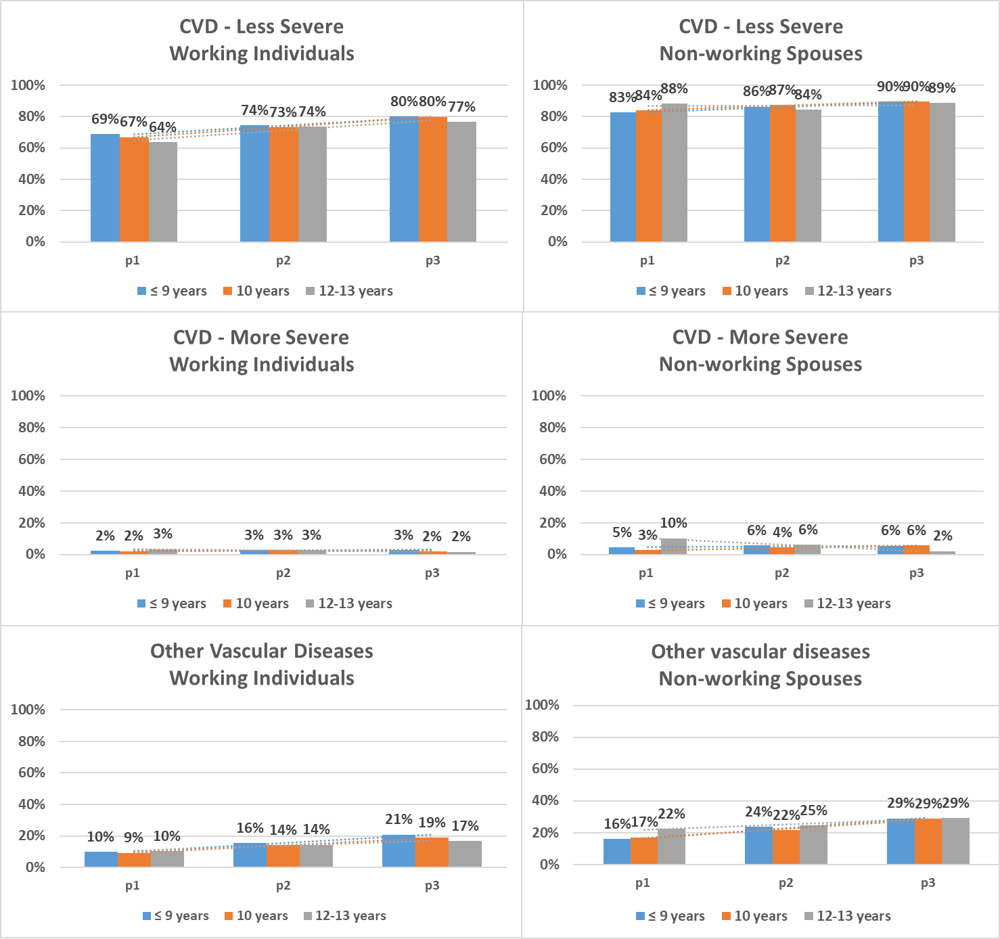 CVD - Less Severe
Working Individuals
100%
80%
60%
40%
20%
0%
69%
67%
64%
74%
73%
74%
80%
80%
77%
p1
p2
p3
≤ 9 years
10 years
12-13 years
CVD - Less Severe
Non-working Spouses
100%
80%
60%
40%
20%
0%
83%
84%
88%
86%
87%
84%
90%
90%
89%
p1
p2
p3
≤ 9 years
10 years
12-13 years
CVD - More Severe
Working Individuals
100%
80%
60%
40%
20%
0%
2%
2%
3%
3%
3%
3%
3%
2%
2%
p1
p2
p3
≤ 9 years
10 years
12-13 years
CVD - More Severe
Non-working Spouses
100%
80%
60%
40%
20%
0%
5%
3%
10%
6%
4%
6%
6%
6%
2%
p1
p2
p3
≤ 9 years
10 years
12-13 years
Other Vascular Diseases
Working Individuals
100%
80%
60%
40%
20%
0%
10%
9%
10%
16%
14%
14%
21%
19%
17%
p1
p2
p3
≤ 9 years
10 years
12-13 years
Other vascular diseases
Non-working Spouses
100%
80%
60%
40%
20%
0%
16%
17%
22%
24%
22%
25%
29%
29%
29%
p1
p2
p3
≤ 9 years
10 years
12-13 years